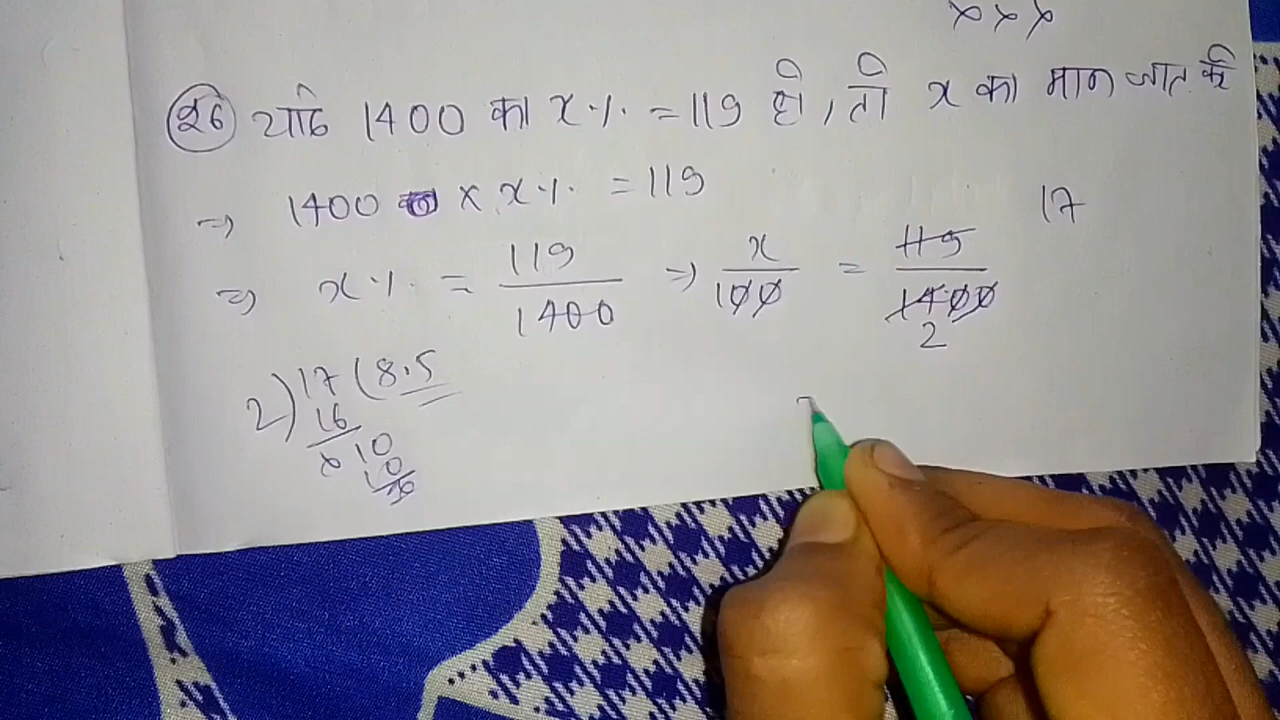 × × ×
26 यदि 1400 का x % = 119 हो, तो x का मान ज्ञात करें
⇒ 1400 × x % = 119
17
⇒ x % = 119/1400 ⇒ x/100 = 119/1400
2
2) 17 ( 8.5
16
× 10
10
×